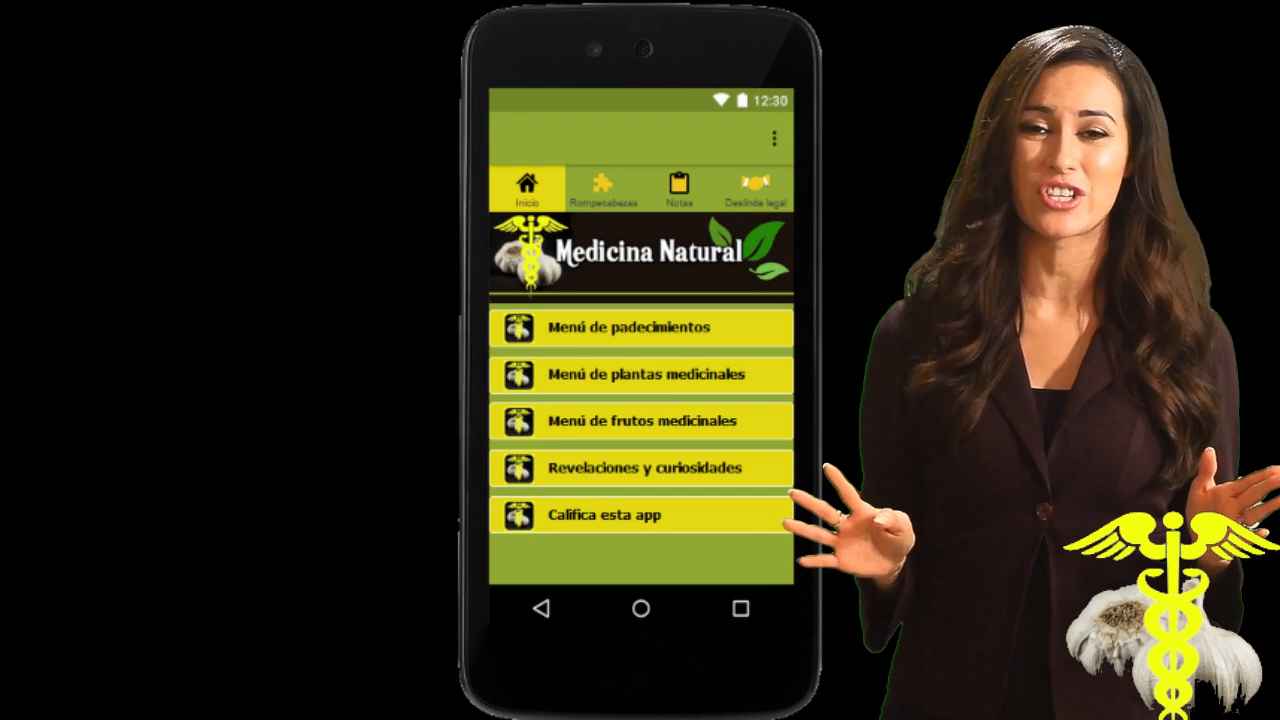 12:30
Inicio
Rompecabezas
Notas
Deslinde legal
Medicina Natural
Menú de padecimientos
Menú de plantas medicinales
Menú de frutos medicinales
Revelaciones y curiosidades
Califica esta app